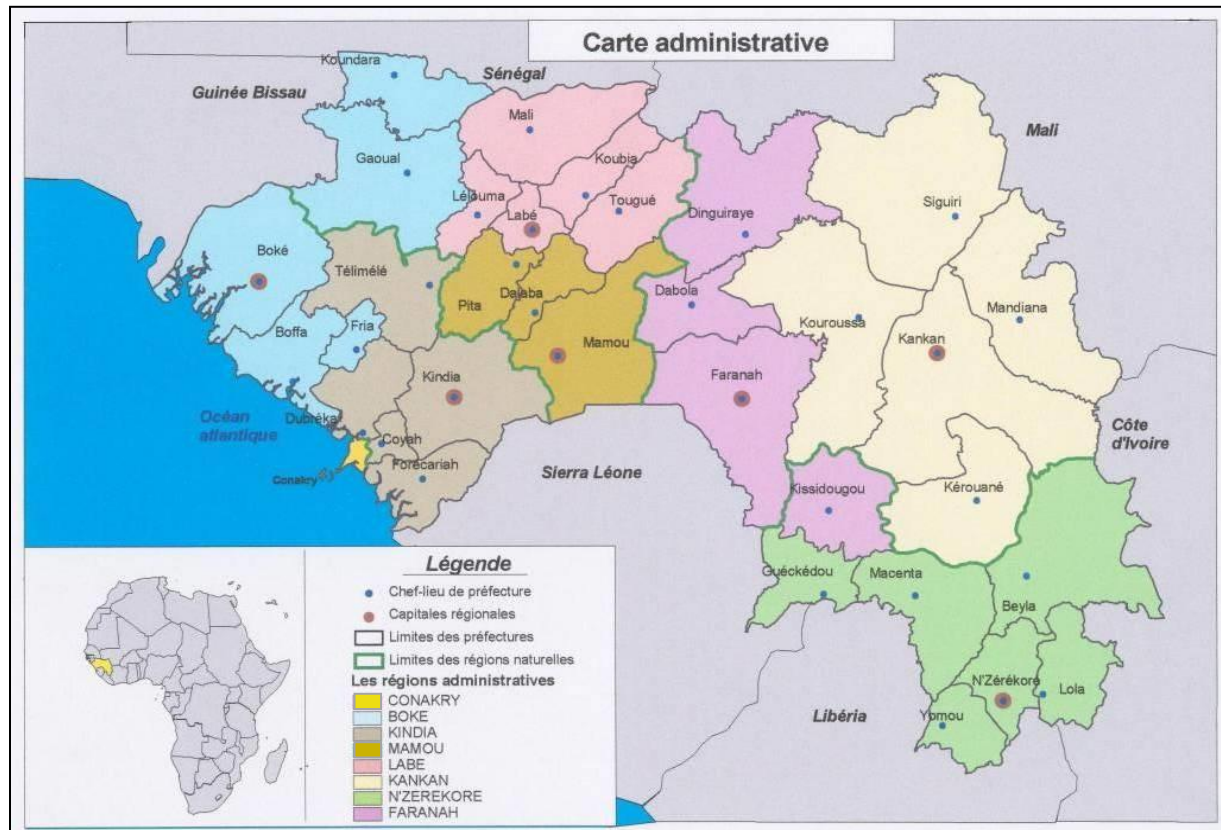 Carte administrative
Koundara
Sénégal
Guinée Bissau
Mali
Mali
Gaoual
Koubia
Lélouma
Tougué
Labé
Siguiri
Dinguiraye
Boké
Télimélé
Dalaba
Pita
Dabola
Mandiana
Boffa
Fria
Kouroussa
Kankan
Mamou
Kindia
Faranah
Océan
atlantique
Dubréka
Côte
d'Ivoire
Coyah
Forécariah
Conakry
Sierra Léone
Kissidougou
Kérouané
Guéckédou
Macenta
Beyla
N'Zérékoré
Lola
Yomou
Libéria
Légende
Chef-lieu de préfecture
Capitales régionales
Limites des préfectures
Limites des régions naturelles
Les régions administratives
CONAKRY
BOKE
KINDIA
MAMOU
LABE
KANKAN
N'ZEREKORE
FARANAH